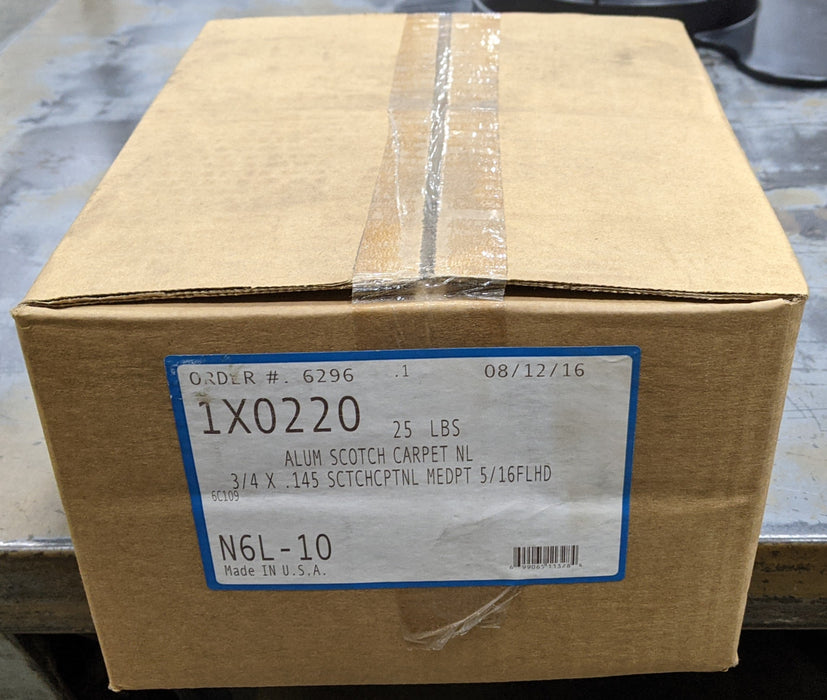 ORDER #. 6296 .1 08/12/16
1X0220 25 LBS
ALUM SCOTCH CARPET NL
3/4 X .145 SCTCHCPTNL MEDPT 5/16FLHD
6C109
N6L-10
Made IN U.S.A.